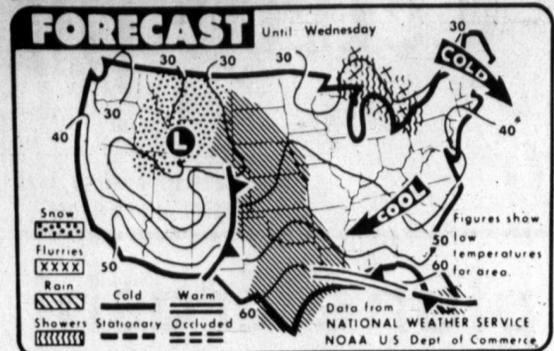 FORECAST Until Wednesday
30 30 30 30
30
COLD
40
40
L
COOL
Snow
Flurries
XXXX
Rain
Showers
Cold Warm
Stationary Occluded
50
60
Figures show
50 low
60 temperatures
for area.
Data from
NATIONAL WEATHER SERVICE
NOAA US Dept of Commerce